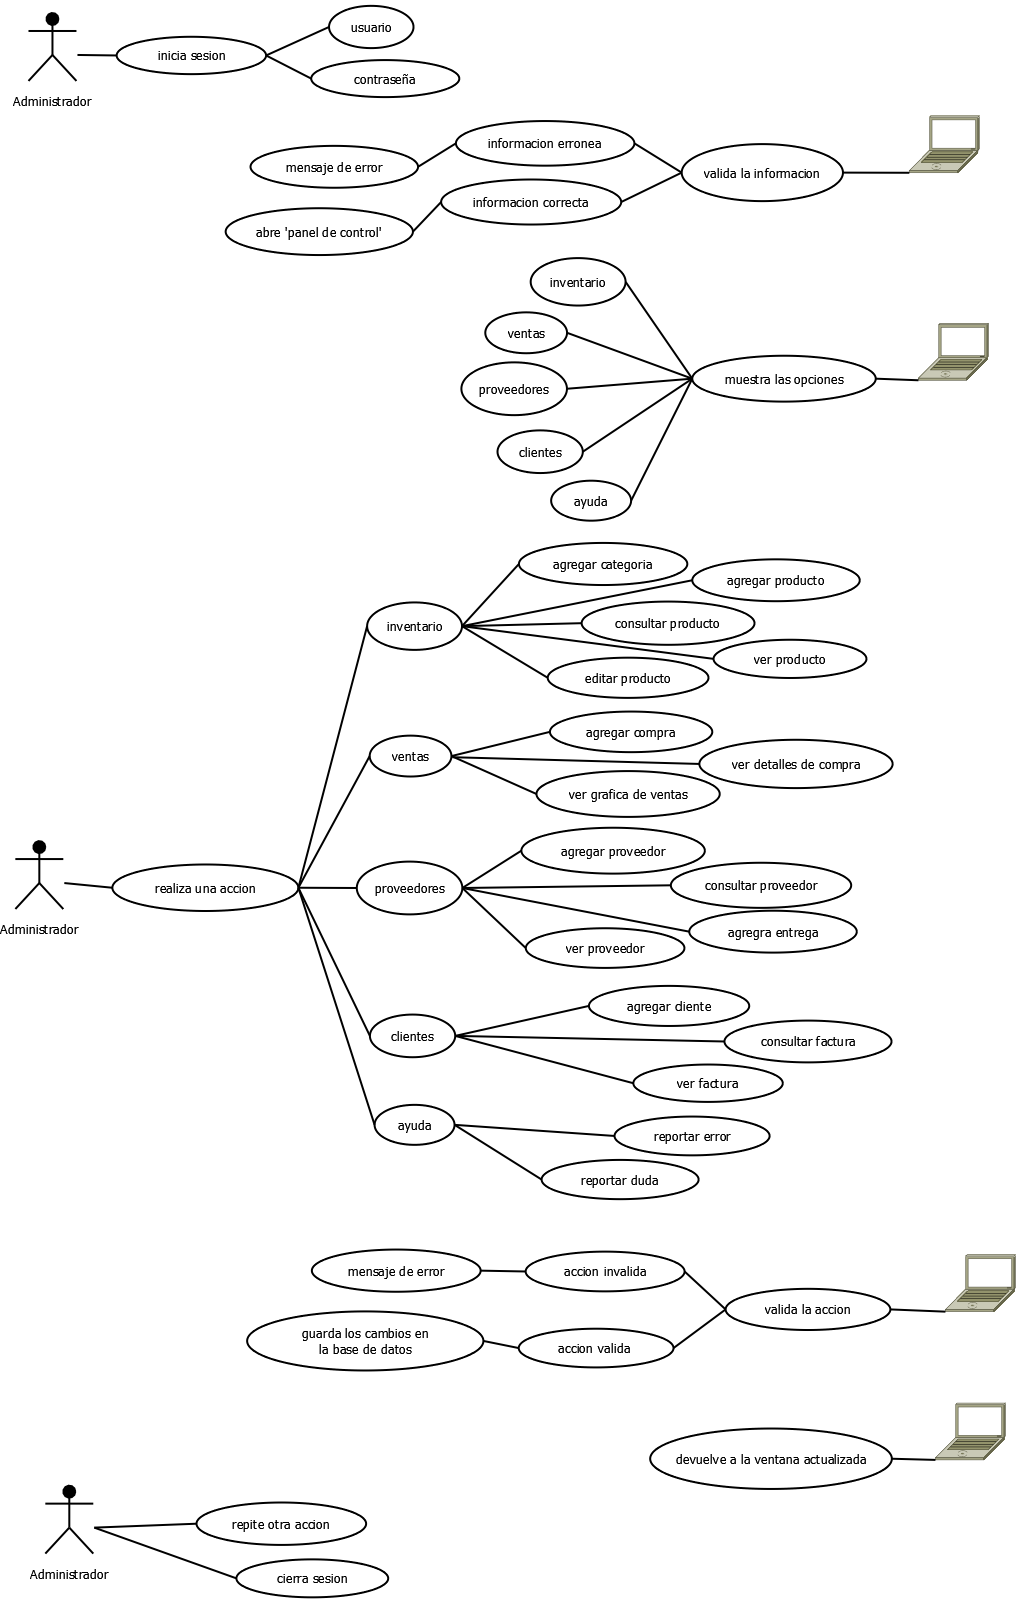 usuario
inicia sesion
contraseña
Administrador
informacion erronea
mensaje de error
valida la informacion
informacion correcta
abre 'panel de control'
inventario
ventas
muestra las opciones
proveedores
clientes
ayuda
agregar categoria
agregar producto
inventario
consultar producto
ver producto
editar producto
agregar compra
ventas
ver detalles de compra
ver grafica de ventas
agregar proveedor
realiza una accion
proveedores
consultar proveedor
Administrador
agregra entrega
ver proveedor
agregar cliente
clientes
consultar factura
ver factura
ayuda
reportar error
reportar duda
mensaje de error
accion invalida
valida la accion
guarda los cambios en
la base de datos
accion valida
devuelve a la ventana actualizada
repite otra accion
Administrador
cierra sesion